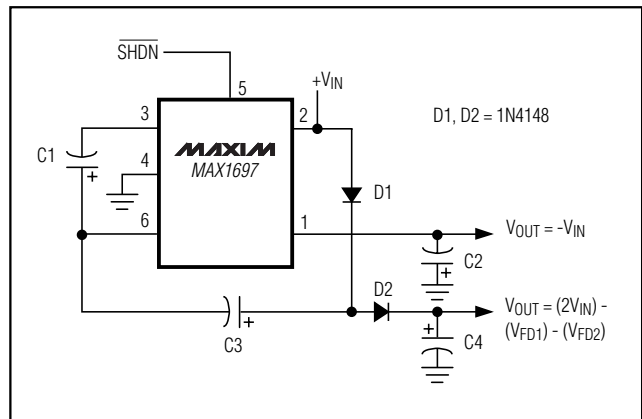 SHDN
+VIN
5
3
2
D1, D2 = 1N4148
C1
+
4
MAXIM
MAX1697
D1
6
1
VOUT = -VIN
C2
+
D2
+
C3
+
C4
VOUT = (2VIN) -
(VFD1) - (VFD2)